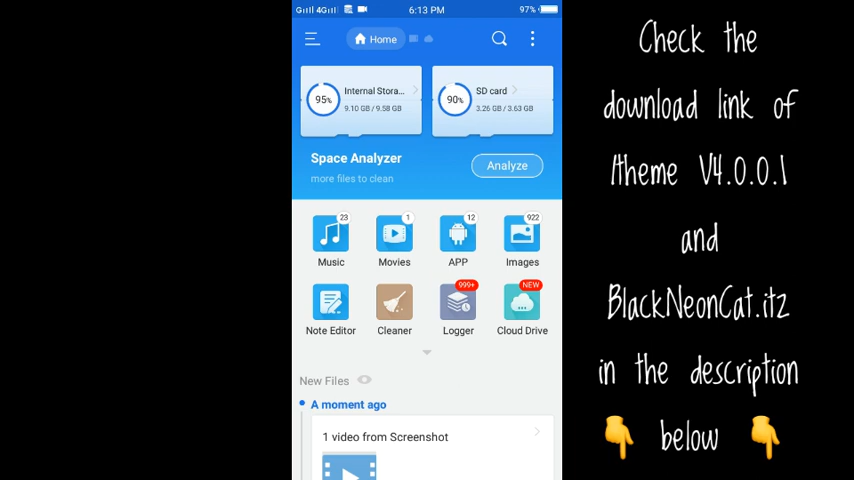 4G
6:13 PM
97%
Home
95%
Internal Stora...
9.10 GB / 9.58 GB
90%
SD card
3.26 GB / 3.63 GB
Space Analyzer
more files to clean
Analyze
23
1
12
922
Music
Movies
APP
Images
999+
NEW
Note Editor
Cleaner
Logger
Cloud Drive
New Files
A moment ago
1 video from Screenshot
Check the
download link of
Itheme V4.0.0.1
and
BlackNeonCat.itz
in the description
below